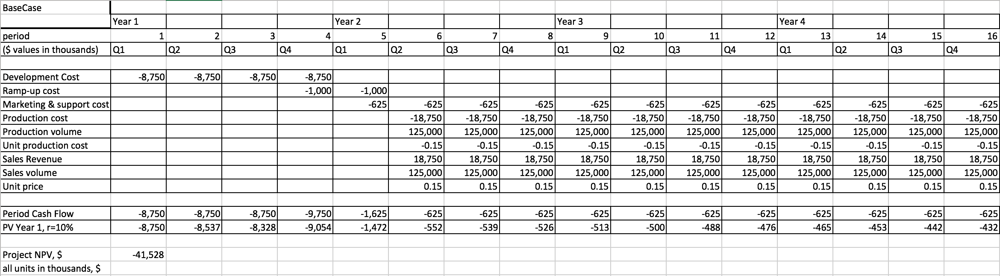 BaseCase
Year 1 Year 2 Year 3 Year 4
period 1 2 3 4 5 6 7 8 9 10 11 12 13 14 15 16
($ values in thousands) Q1 Q2 Q3 Q4 Q1 Q2 Q3 Q4 Q1 Q2 Q3 Q4 Q1 Q2 Q3 Q4
Development Cost -8,750 -8,750 -8,750 -8,750
Ramp-up cost -1,000 -1,000
Marketing & support cost -625 -625 -625 -625 -625 -625 -625 -625 -625 -625 -625 -625
Production cost -18,750 -18,750 -18,750 -18,750 -18,750 -18,750 -18,750 -18,750 -18,750 -18,750 -18,750
Production volume 125,000 125,000 125,000 125,000 125,000 125,000 125,000 125,000 125,000 125,000 125,000
Unit production cost -0.15 -0.15 -0.15 -0.15 -0.15 -0.15 -0.15 -0.15 -0.15 -0.15 -0.15
Sales Revenue 18,750 18,750 18,750 18,750 18,750 18,750 18,750 18,750 18,750 18,750 18,750
Sales volume 125,000 125,000 125,000 125,000 125,000 125,000 125,000 125,000 125,000 125,000 125,000
Unit price 0.15 0.15 0.15 0.15 0.15 0.15 0.15 0.15 0.15 0.15 0.15
Period Cash Flow -8,750 -8,750 -8,750 -9,750 -1,625 -625 -625 -625 -625 -625 -625 -625 -625 -625 -625 -625
PV Year 1, r=10% -8,750 -8,537 -8,328 -9,054 -1,472 -552 -539 -526 -513 -500 -488 -476 -465 -453 -442 -432
Project NPV, $ -41,528
all units in thousands, $